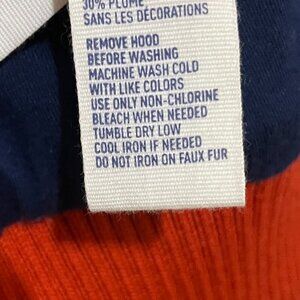 30% PLUME
SANS LES DÉCORATIONS
REMOVE HOOD
BEFORE WASHING
MACHINE WASH COLD
WITH LIKE COLORS
USE ONLY NON-CHLORINE
BLEACH WHEN NEEDED
TUMBLE DRY LOW
COOL IRON IF NEEDED
DO NOT IRON ON FAUX FUR